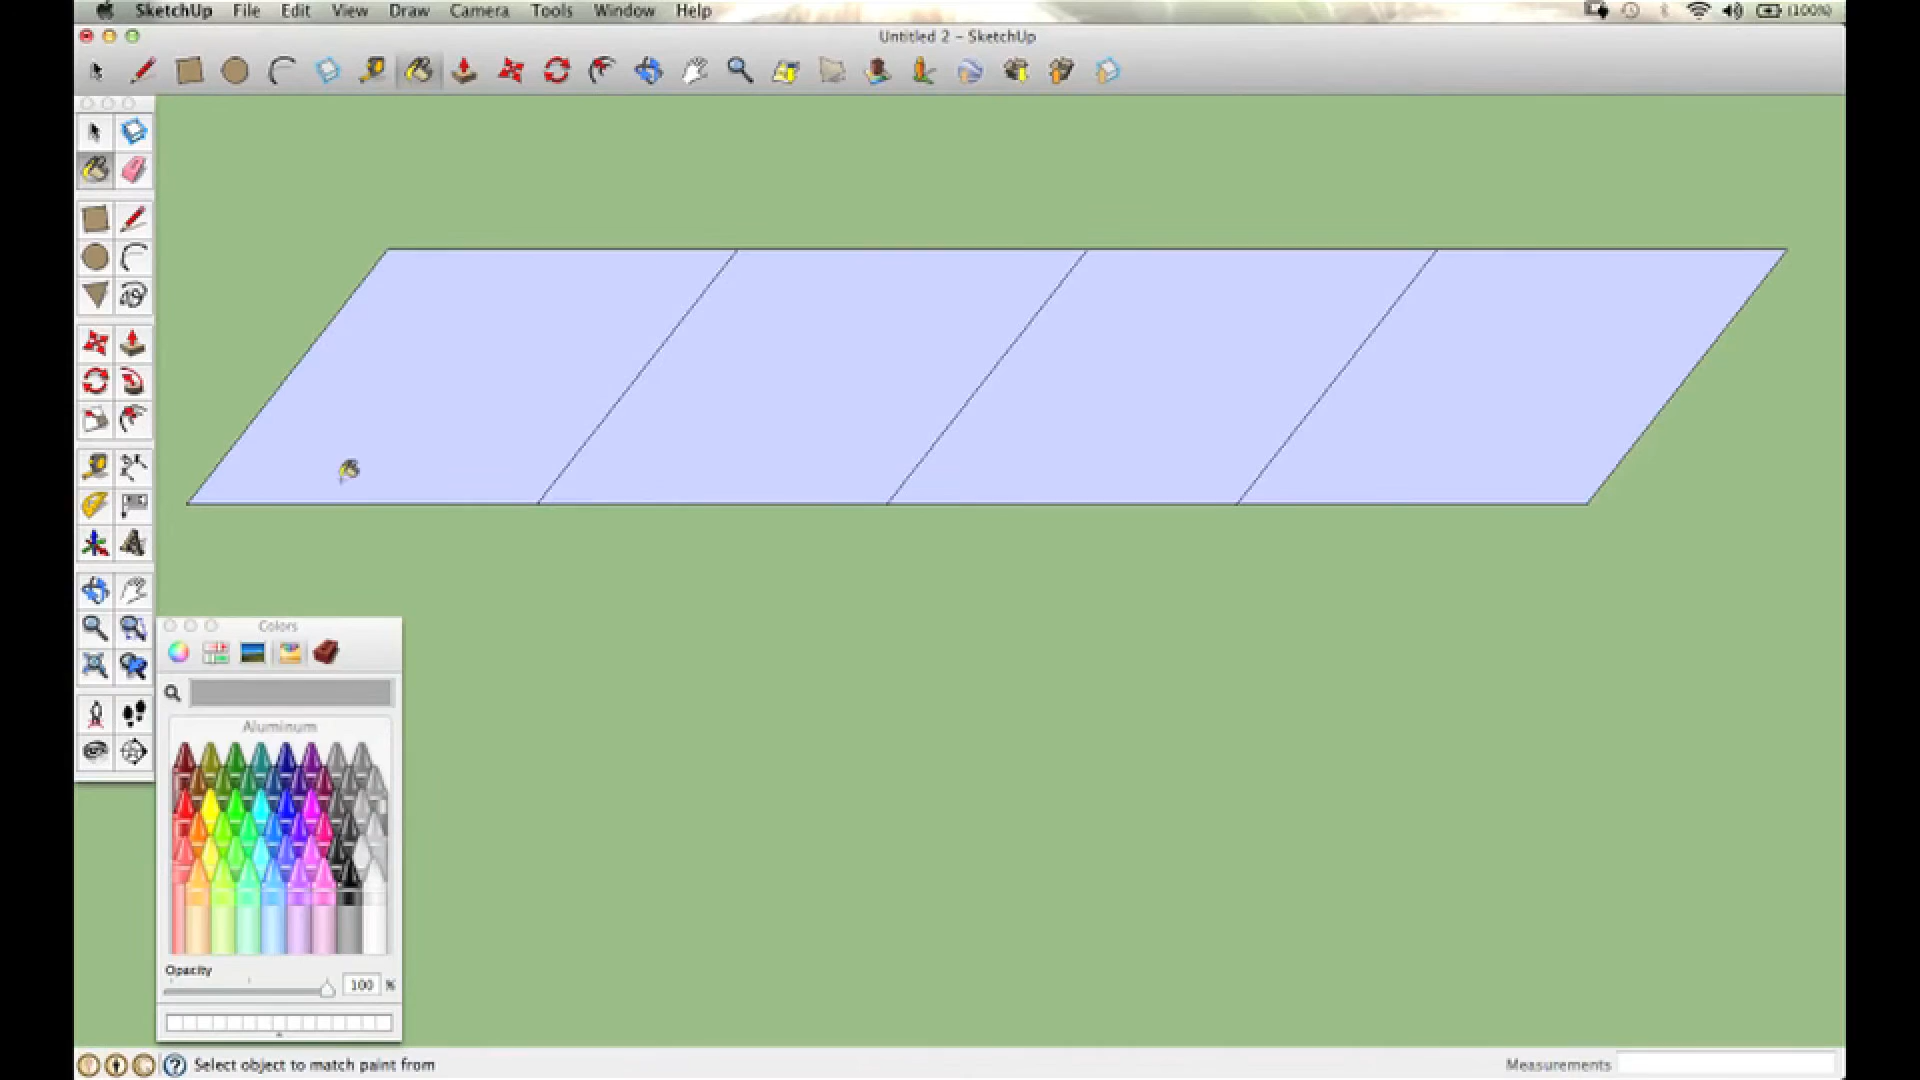 SketchUp File Edit View Draw Camera Tools Window Help (100%)
Untitled 2 - SketchUp
Colors
Aluminum
Opacity
100 %
Select object to match paint from
Measurements